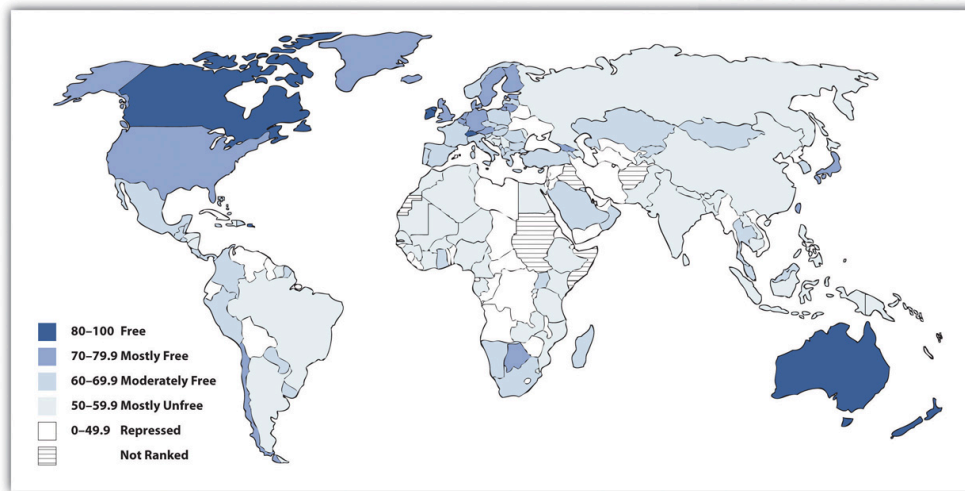 80–100 Free
70–79.9 Mostly Free
60–69.9 Moderately Free
50–59.9 Mostly Unfree
0–49.9 Repressed
Not Ranked